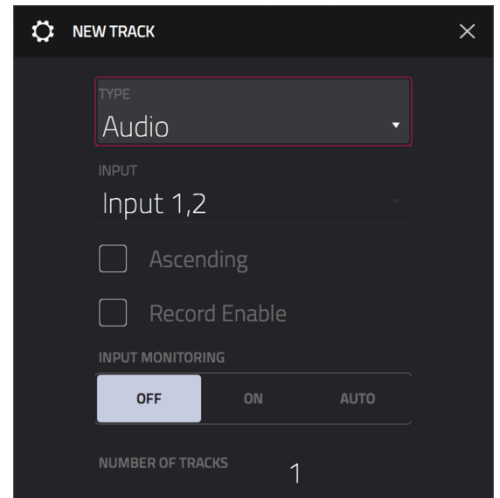 NEW TRACK
TYPE
Audio
INPUT
Input 1,2
Ascending
Record Enable
INPUT MONITORING
OFF ON AUTO
NUMBER OF TRACKS 1